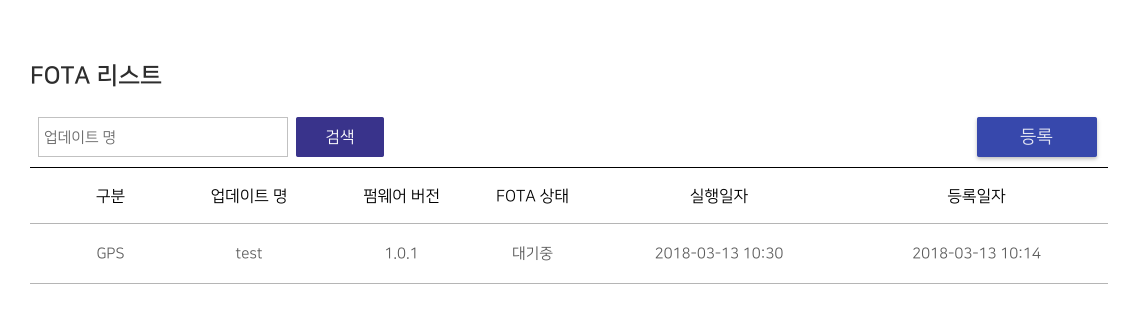 FOTA 리스트
업데이트 명 검색 등록
구분 업데이트 명 펌웨어 버전 FOTA 상태 실행일자 등록일자
GPS test 1.0.1 대기중 2018-03-13 10:30 2018-03-13 10:14